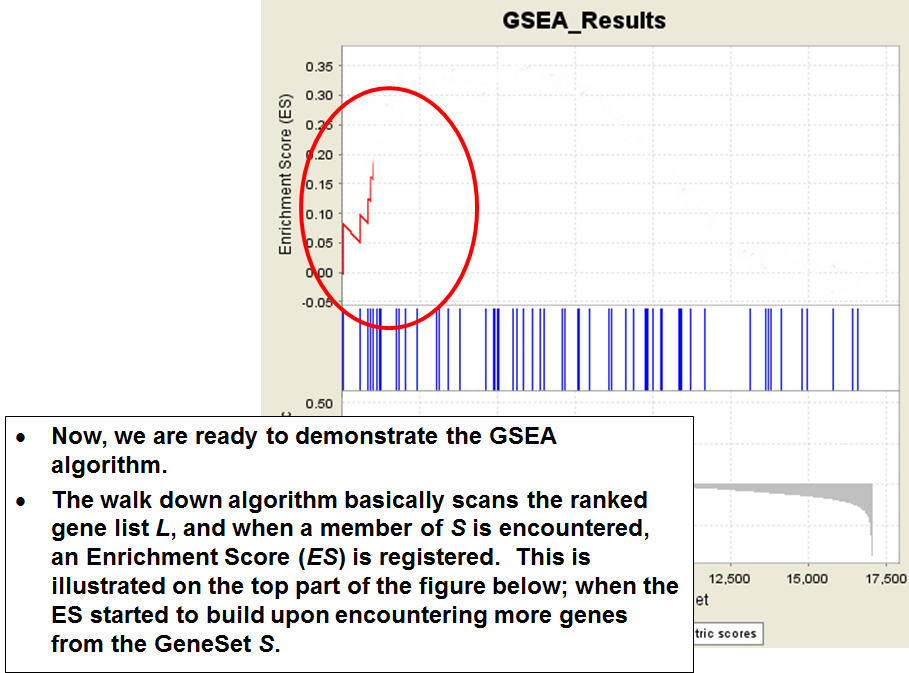 GSEA_Results
Enrichment Score (ES)
0.35
0.30
0.25
0.20
0.15
0.10
0.05
0.00
-0.05
0.50
• Now, we are ready to demonstrate the GSEA
algorithm.
• The walk down algorithm basically scans the ranked
gene list L, and when a member of S is encountered,
an Enrichment Score (ES) is registered. This is
illustrated on the top part of the figure below; when the
ES started to build upon encountering more genes
from the GeneSet S.
12,500 15,000 17,500
et
tric scores